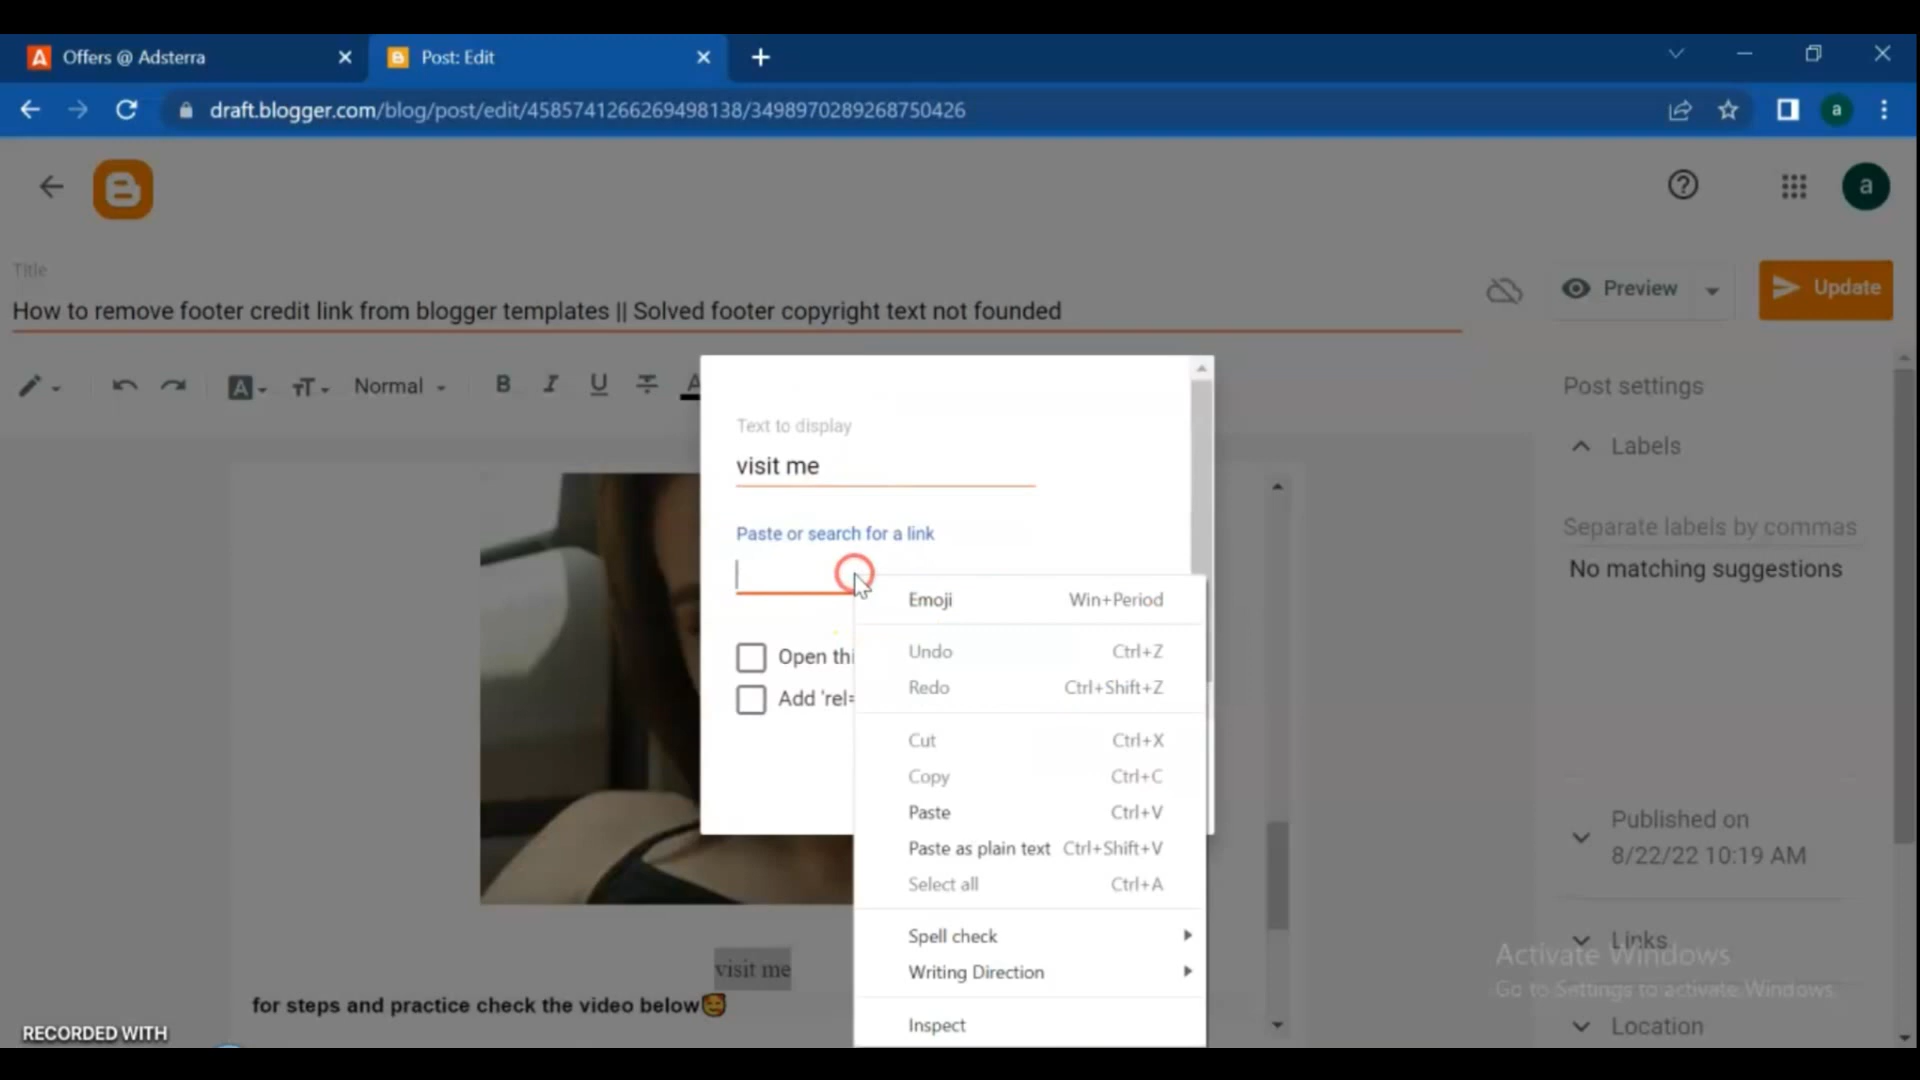 Offers @ Adsterra
Post: Edit
draft.blogger.com/blog/post/edit/4585741266269498138/3498970289268750426
a
a
Title
How to remove footer credit link from blogger templates || Solved footer copyright text not founded
Preview
Update
Normal
B I U A
Post settings
Text to display
visit me
Labels
Paste or search for a link
Separate labels by commas
No matching suggestions
Emoji Win+Period
Open thi
Undo Ctrl+Z
Redo Ctrl+Shift+Z
Add 'rel=
Cut Ctrl+X
Copy Ctrl+C
Paste Ctrl+V
Paste as plain text Ctrl+Shift+V
Select all Ctrl+A
Published on
8/22/22 10:19 AM
Spell check
Writing Direction
Inspect
Links
Activate Windows
Go to Settings to activate Windows.
Location
visit me
for steps and practice check the video below🥰
RECORDED WITH